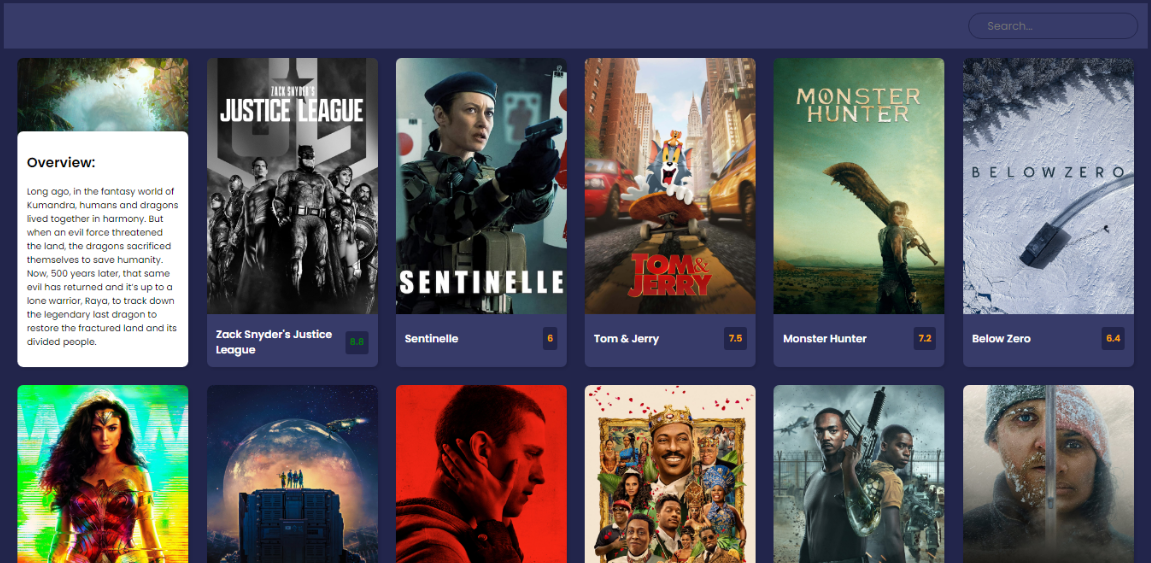 Search...
Overview:
Long ago, in the fantasy world of
Kumandra, humans and dragons
lived together in harmony. But
when an evil force threatened
the land, the dragons sacrificed
themselves to save humanity.
Now, 500 years later, that same
evil has returned and it's up to a
lone warrior, Raya, to track down
the legendary last dragon to
restore the fractured land and its
divided people.
ZACK SNYDER'S
JUSTICE LEAGUE
Zack Snyder's Justice
League
8.8
SENTINELLE
Sentinelle
6
TOM&
JERRY
Tom & Jerry
7.5
MONSTER
HUNTER
Monster Hunter
7.2
BELOWZERO
Below Zero
6.4